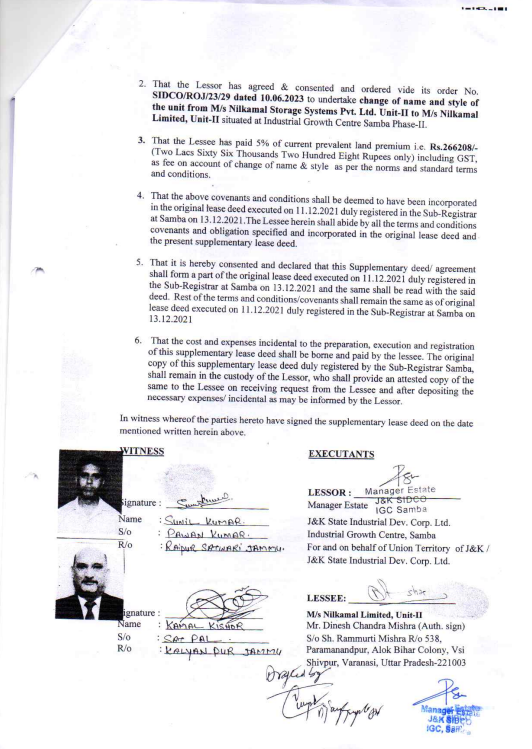 2. That the Lessor has agreed & consented and ordered vide its order No.
SIDCO/ROJ/23/29 dated 10.06.2023 to undertake change of name and style of
the unit from M/s Nilkamal Storage Systems Pvt. Ltd. Unit-II to M/s Nilkamal
Limited, Unit-II situated at Industrial Growth Centre Samba Phase-II.
3. That the Lessee has paid 5% of current prevalent land premium i.e. Rs.266208/-
(Two Lacs Sixty Six Thousands Two Hundred Eight Rupees only) including GST,
as fee on account of change of name & style as per the norms and standard terms
and conditions.
4. That the above covenants and conditions shall be deemed to have been incorporated
in the original lease deed executed on 11.12.2021 duly registered in the Sub-Registrar
at Samba on 13.12.2021.The Lessee herein shall abide by all the terms and conditions
covenants and obligation specified and incorporated in the original lease deed and
the present supplementary lease deed.
5. That it is hereby consented and declared that this Supplementary deed/ agreement
shall form a part of the original lease deed executed on 11.12.2021 duly registered in
the Sub-Registrar at Samba on 13.12.2021 and the same shall be read with the said
deed. Rest of the terms and conditions/covenants shall remain the same as of original
lease deed executed on 11.12.2021 duly registered in the Sub-Registrar at Samba on
13.12.2021
6. That the cost and expenses incidental to the preparation, execution and registration
of this supplementary lease deed shall be borne and paid by the lessee. The original
copy of this supplementary lease deed duly registered by the Sub-Registrar Samba,
shall remain in the custody of the Lessor, who shall provide an attested copy of the
same to the Lessee on receiving request from the Lessee and after depositing the
necessary expenses/ incidental as may be informed by the Lessor.
In witness whereof the parties hereto have signed the supplementary lease deed on the date
mentioned written herein above.
WITNESS
ignature :
Name : SUNIL KUMAR.
S/o : PAWAN KUMAR.
R/o : RAIPUR SATWARI JAMMU.
ignature :
Name : KAMAL KISHOR
S/o : SAT PAL
R/o : KALYAN PUR JAMMU
EXECUTANTS
LESSOR : Manager Estate
Manager Estate J&K SIDCO
IGC Samba
J&K State Industrial Dev. Corp. Ltd.
Industrial Growth Centre, Samba
For and on behalf of Union Territory of J&K /
J&K State Industrial Dev. Corp. Ltd.
LESSEE:
M/s Nilkamal Limited, Unit-II
Mr. Dinesh Chandra Mishra (Auth. sign)
S/o Sh. Rammurti Mishra R/o 538,
Paramanandpur, Alok Bihar Colony, Vsi
Shivpur, Varanasi, Uttar Pradesh-221003
Drafted by
Manager Estate
J&K SIDCO
IGC,